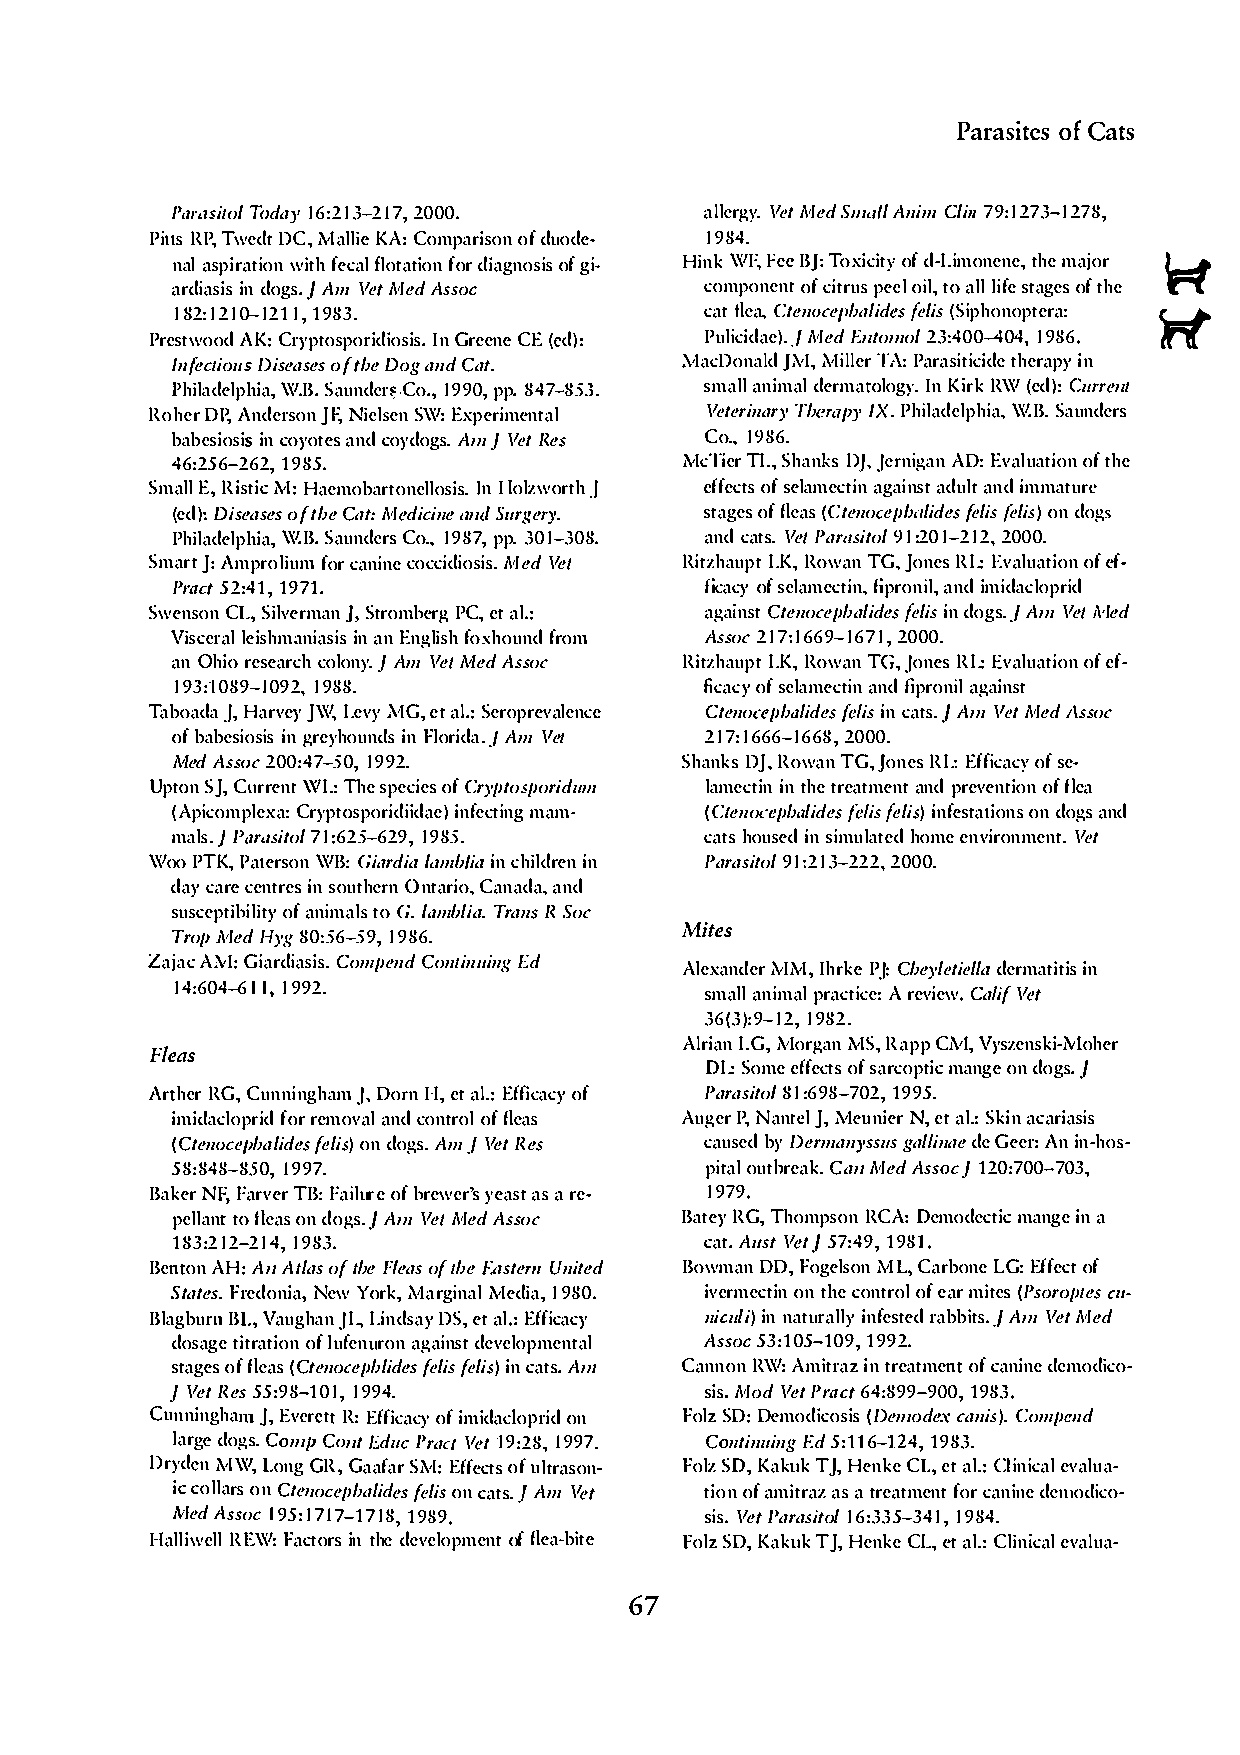 Parasites of Cats
Parasitol Today 16:213–217, 2000.
Pitts RP, Twedt DC, Mallie KA: Comparison of duode-
nal aspiration with fecal flotation for diagnosis of gi-
ardiasis in dogs. J Am Vet Med Assoc
182:1210–1211, 1983.
Prestwood AK: Cryptosporidiosis. In Greene CE (ed):
Infections Diseases of the Dog and Cat.
Philadelphia, W.B. Saunders Co., 1990, pp. 847–853.
Roher DP, Anderson JF, Nielsen SW: Experimental
babesiosis in coyotes and coydogs. Am J Vet Res
46:256–262, 1985.
Small E, Ristic M: Haemobartonellosis. In Holzworth J
(ed): Diseases of the Cat: Medicine and Surgery.
Philadelphia, W.B. Saunders Co., 1987, pp. 301–308.
Smart J: Amprolium for canine coccidiosis. Med Vet
Pract 52:41, 1971.
Swenson CL, Silverman J, Stromberg PC, et al.:
Visceral leishmaniasis in an English foxhound from
an Ohio research colony. J Am Vet Med Assoc
193:1089–1092, 1988.
Taboada J, Harvey JW, Levy MG, et al.: Seroprevalence
of babesiosis in greyhounds in Florida. J Am Vet
Med Assoc 200:47–50, 1992.
Upton SJ, Current WL: The species of Cryptosporidum
(Apicomplexa: Cryptosporidiidae) infecting mam-
mals. J Parasitol 71:625–629, 1985.
Woo PTK, Paterson WB: Giardia lamblia in children in
day care centres in southern Ontario, Canada, and
susceptibility of animals to G. lamblia. Trans R Soc
Trop Med Hyg 80:56–59, 1986.
Zajac AM: Giardiasis. Compend Continuing Ed
14:604–611, 1992.
Fleas
Arther RG, Cunningham J, Dorn H, et al.: Efficacy of
imidacloprid for removal and control of fleas
(Ctenocephalides felis) on dogs. Am J Vet Res
58:848–850, 1997.
Baker NF, Farver TB: Failure of brewer's yeast as a re-
pellant to fleas on dogs. J Am Vet Med Assoc
183:212–214, 1983.
Benton AH: An Atlas of the Fleas of the Eastern United
States. Fredonia, New York, Marginal Media, 1980.
Blagburn BL, Vaughan JL, Lindsay DS, et al.: Efficacy
dosage titration of lufenuron against developmental
stages of fleas (Ctenocephlides felis felis) in cats. Am
J Vet Res 55:98–101, 1994.
Cunningham J, Everett R: Efficacy of imidacloprid on
large dogs. Comp Cont Educ Pract Vet 19:28, 1997.
Dryden MW, Long GR, Gaafar SM: Effects of ultrason-
ic collars on Ctenocephalides felis on cats. J Am Vet
Med Assoc 195:1717–1718, 1989.
Halliwell REW: Factors in the development of flea-bite
allergy. Vet Med Small Anim Clin 79:1273–1278,
1984.
Hink WF, Fee BJ: Toxicity of d-Limonene, the major
component of citrus peel oil, to all life stages of the
cat flea, Ctenocephalides felis (Siphonoptera:
Pulicidae). J Med Entomol 23:400–404, 1986.
MacDonald JM, Miller TA: Parasiticide therapy in
small animal dermatology. In Kirk RW (ed): Current
Veterinary Therapy IX. Philadelphia, W.B. Saunders
Co., 1986.
McTier TL, Shanks DJ, Jernigan AD: Evaluation of the
effects of selamectin against adult and immature
stages of fleas (Ctenocephalides felis felis) on dogs
and cats. Vet Parasitol 91:201–212, 2000.
Ritzhaupt LK, Rowan TG, Jones RL: Evaluation of ef-
ficacy of selamectin, fipronil, and imidacloprid
against Ctenocephalides felis in dogs. J Am Vet Med
Assoc 217:1669–1671, 2000.
Ritzhaupt LK, Rowan TG, Jones RL: Evaluation of ef-
ficacy of selamectin and fipronil against
Ctenocephalides felis in cats. J Am Vet Med Assoc
217:1666–1668, 2000.
Shanks DJ, Rowan TG, Jones RL: Efficacy of se-
lamectin in the treatment and prevention of flea
(Ctenocephalides felis felis) infestations on dogs and
cats housed in simulated home environment. Vet
Parasitol 91:213–222, 2000.
Mites
Alexander MM, Ihrke PJ: Cheyletiella dermatitis in
small animal practice: A review. Calif Vet
36(3):9–12, 1982.
Alrian LG, Morgan MS, Rapp CM, Vyszenski-Moher
DL: Some effects of sarcoptic mange on dogs. J
Parasitol 81:698–702, 1995.
Auger P, Nantel J, Meunier N, et al.: Skin acariasis
caused by Dermanyssus gallinae de Geer: An in-hos-
pital outbreak. Can Med Assoc J 120:700–703,
1979.
Batey RG, Thompson RCA: Demodectic mange in a
cat. Aust Vet J 57:49, 1981.
Bowman DD, Fogelson ML, Carbone LG: Effect of
ivermectin on the control of ear mites (Psoroptes cu-
niculi) in naturally infested rabbits. J Am Vet Med
Assoc 53:105–109, 1992.
Cannon RW: Amitraz in treatment of canine demodico-
sis. Mod Vet Pract 64:899–900, 1983.
Folz SD: Demodicosis (Demodex canis). Compend
Continuing Ed 5:116–124, 1983.
Folz SD, Kakuk TJ, Henke CL, et al.: Clinical evalua-
tion of amitraz as a treatment for canine demodico-
sis. Vet Parasitol 16:335–341, 1984.
Folz SD, Kakuk TJ, Henke CL, et al.: Clinical evalua-
67